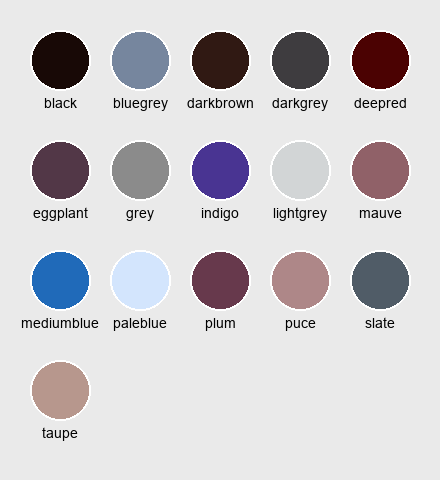 black bluegrey darkbrown darkgrey deepred
eggplant grey indigo lightgrey mauve
mediumblue paleblue plum puce slate
taupe